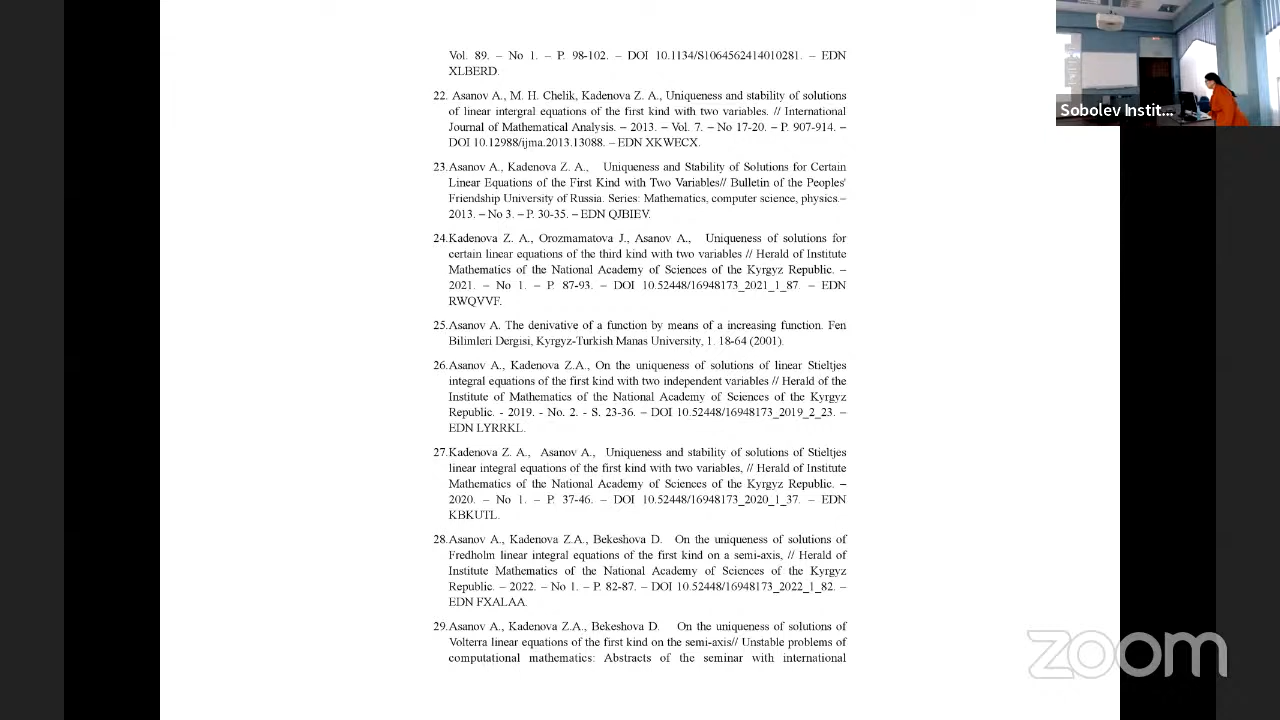 Vol. 89. – No 1. – P. 98-102. – DOI 10.1134/S1064562414010281. – EDN
XLBERD.
22. Asanov A., M. H. Chelik, Kadenova Z. A., Uniqueness and stability of solutions
of linear intergral equations of the first kind with two variables. // International
Journal of Mathematical Analysis. – 2013. – Vol. 7. – No 17-20. – P. 907-914. –
DOI 10.12988/ijma.2013.13088. – EDN XKWECX.
23. Asanov A., Kadenova Z. A., Uniqueness and Stability of Solutions for Certain
Linear Equations of the First Kind with Two Variables// Bulletin of the Peoples'
Friendship University of Russia. Series: Mathematics, computer science, physics.–
2013. – No 3. – P. 30-35. – EDN QJBIEV.
24. Kadenova Z. A., Orozmamatova J., Asanov A., Uniqueness of solutions for
certain linear equations of the third kind with two variables // Herald of Institute
Mathematics of the National Academy of Sciences of the Kyrgyz Republic. –
2021. – No 1. – P. 87-93. – DOI 10.52448/16948173_2021_1_87. – EDN
RWQVVF.
25. Asanov A. The denivative of a function by means of a increasing function. Fen
Bilimleri Dergisi, Kyrgyz-Turkish Manas University, 1. 18-64 (2001).
26. Asanov A., Kadenova Z.A., On the uniqueness of solutions of linear Stieltjes
integral equations of the first kind with two independent variables // Herald of the
Institute of Mathematics of the National Academy of Sciences of the Kyrgyz
Republic. - 2019. - No. 2. - S. 23-36. – DOI 10.52448/16948173_2019_2_23. –
EDN LYRRKL.
27. Kadenova Z. A., Asanov A., Uniqueness and stability of solutions of Stieltjes
linear integral equations of the first kind with two variables, // Herald of Institute
Mathematics of the National Academy of Sciences of the Kyrgyz Republic. –
2020. – No 1. – P. 37-46. – DOI 10.52448/16948173_2020_1_37. – EDN
KBKUTL.
28. Asanov A., Kadenova Z.A., Bekeshova D. On the uniqueness of solutions of
Fredholm linear integral equations of the first kind on a semi-axis, // Herald of
Institute Mathematics of the National Academy of Sciences of the Kyrgyz
Republic. – 2022. – No 1. – P. 82-87. – DOI 10.52448/16948173_2022_1_82. –
EDN FXALAA.
29. Asanov A., Kadenova Z.A., Bekeshova D. On the uniqueness of solutions of
Volterra linear equations of the first kind on the semi-axis// Unstable problems of
computational mathematics: Abstracts of the seminar with international
Sobolev Instit...
zoom